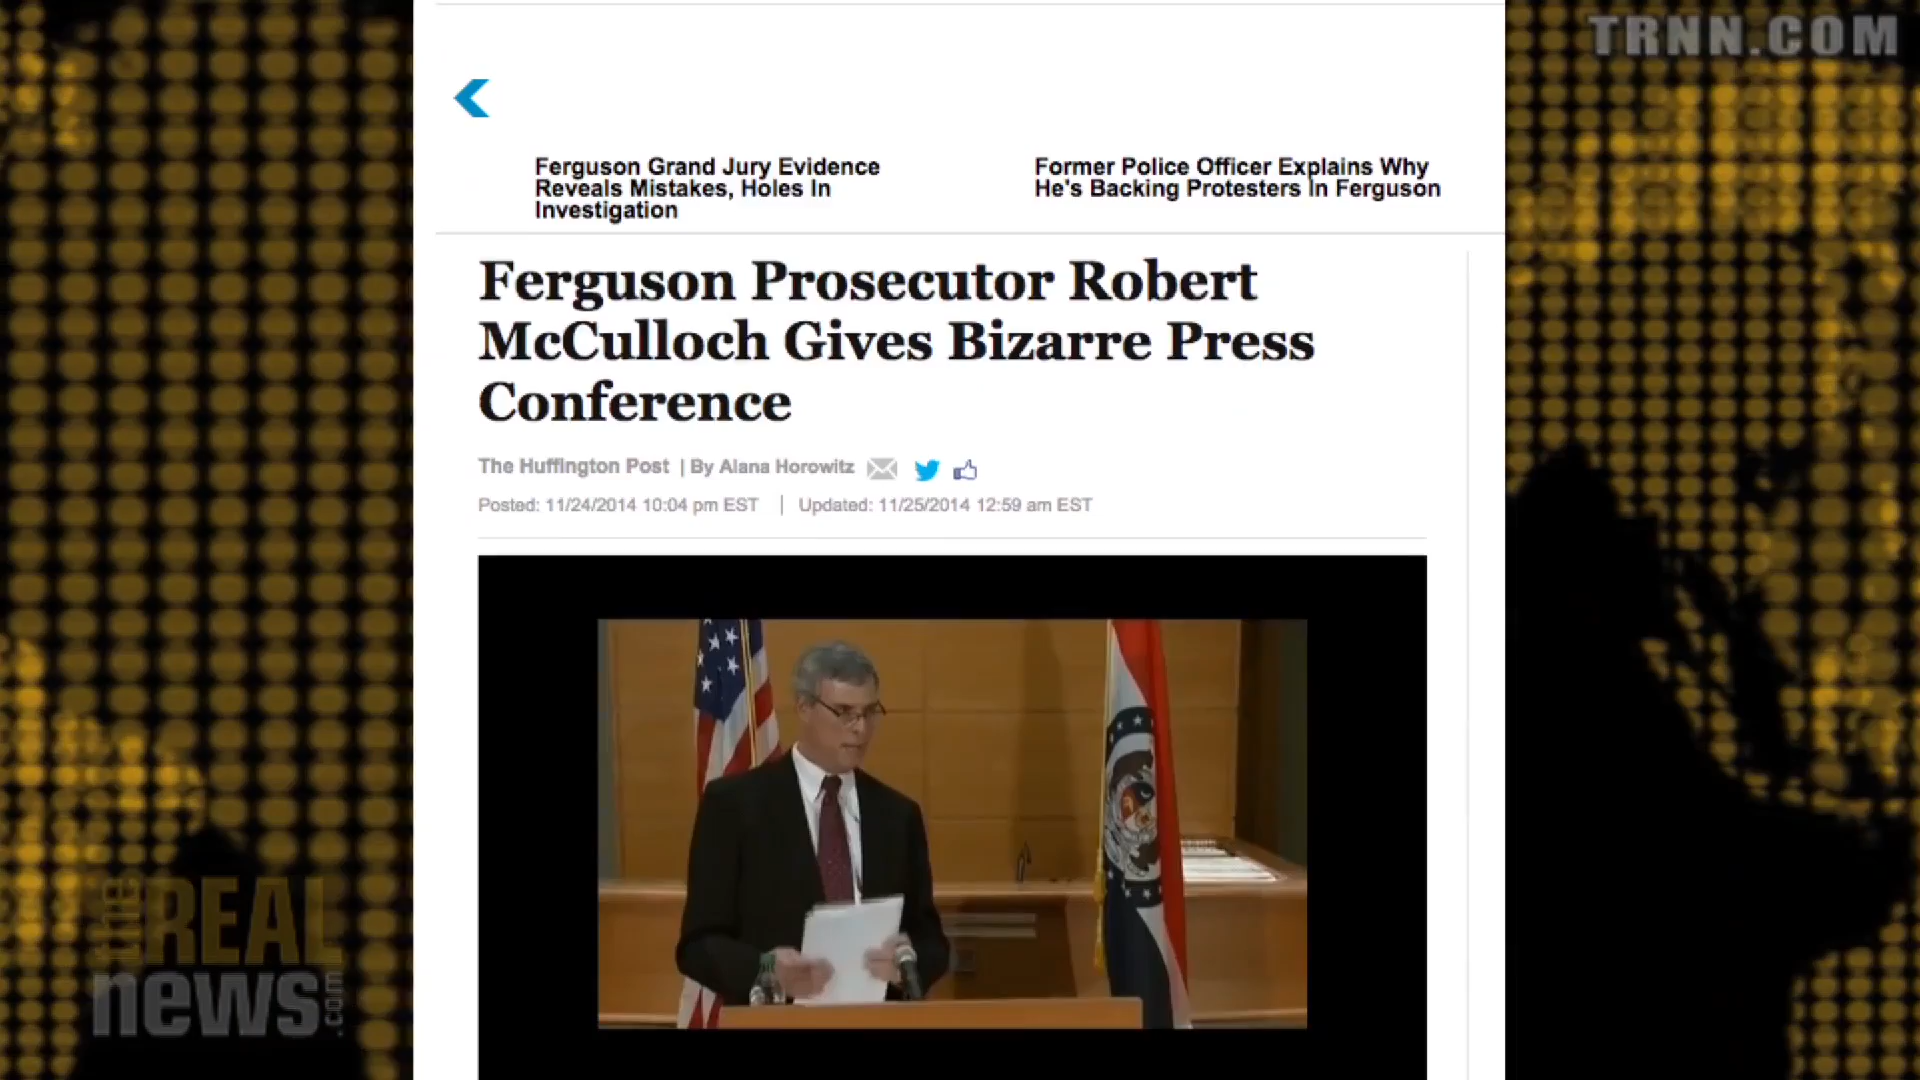 TRNN.COM
Ferguson Grand Jury Evidence
Reveals Mistakes, Holes In
Investigation
Former Police Officer Explains Why
He's Backing Protesters In Ferguson
Ferguson Prosecutor Robert
McCulloch Gives Bizarre Press
Conference
The Huffington Post | By Alana Horowitz
Posted: 11/24/2014 10:04 pm EST | Updated: 11/25/2014 12:59 am EST
the REAL
news.com